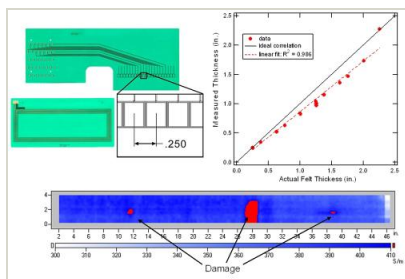 .250
data
ideal correlation
linear fit: R² = 0.986
Measured Thickness (in.)
2.5
2.0
1.5
1.0
0.5
0.0
0.0 0.5 1.0 1.5 2.0 2.5
Actual Felt Thickess (in.)
4
2
0
2 4 6 8 10 12 14 16 18 20 22 24 26 28 30 32 34 36 38 40 42 44 46 in.
0
300 310 320 330 340 350 360 370 380 390 400 410
S/m
Damage